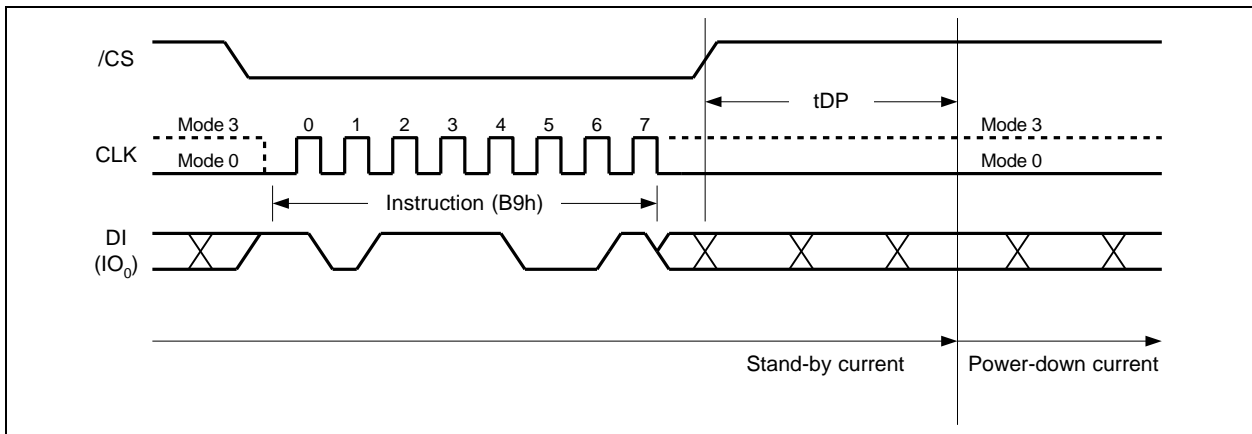 /CS
tDP
Mode 3
0 1 2 3 4 5 6 7
Mode 3
CLK
Mode 0
Mode 0
Instruction (B9h)
DI
(IO₀)
Stand-by current
Power-down current